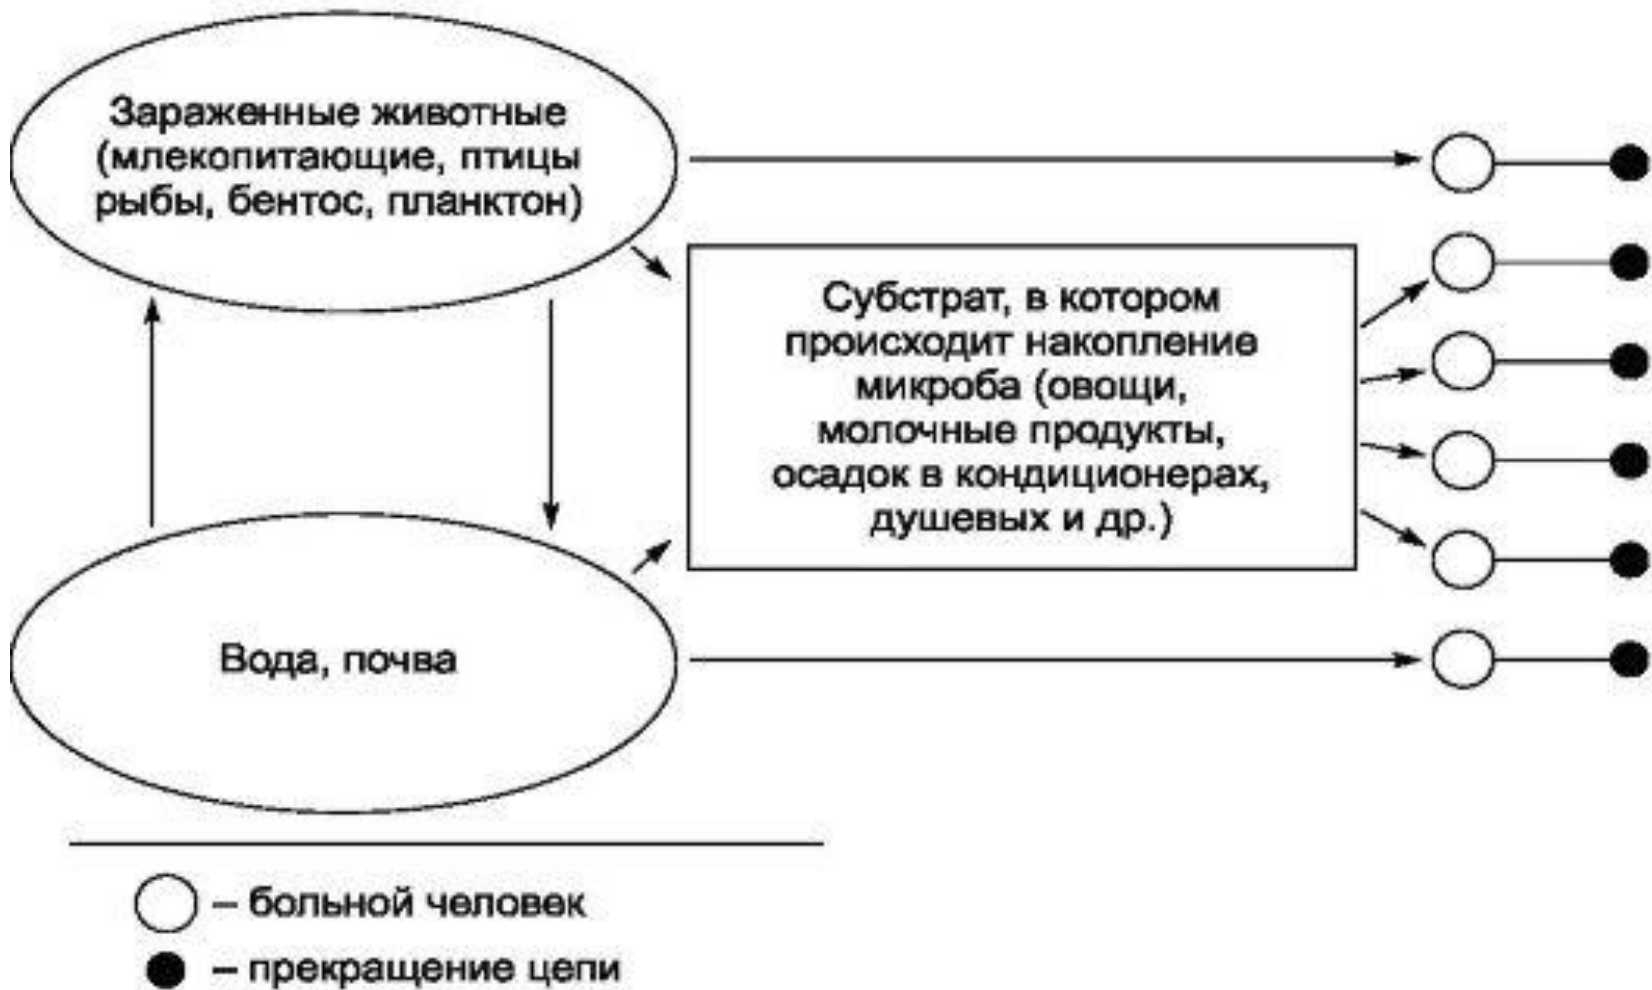 Зараженные животные
(млекопитающие, птицы
рыбы, бентос, планктон)
Субстрат, в котором
происходит накопление
микроба (овощи,
молочные продукты,
осадок в кондиционерах,
душевых и др.)
Вода, почва
– больной человек
– прекращение цепи